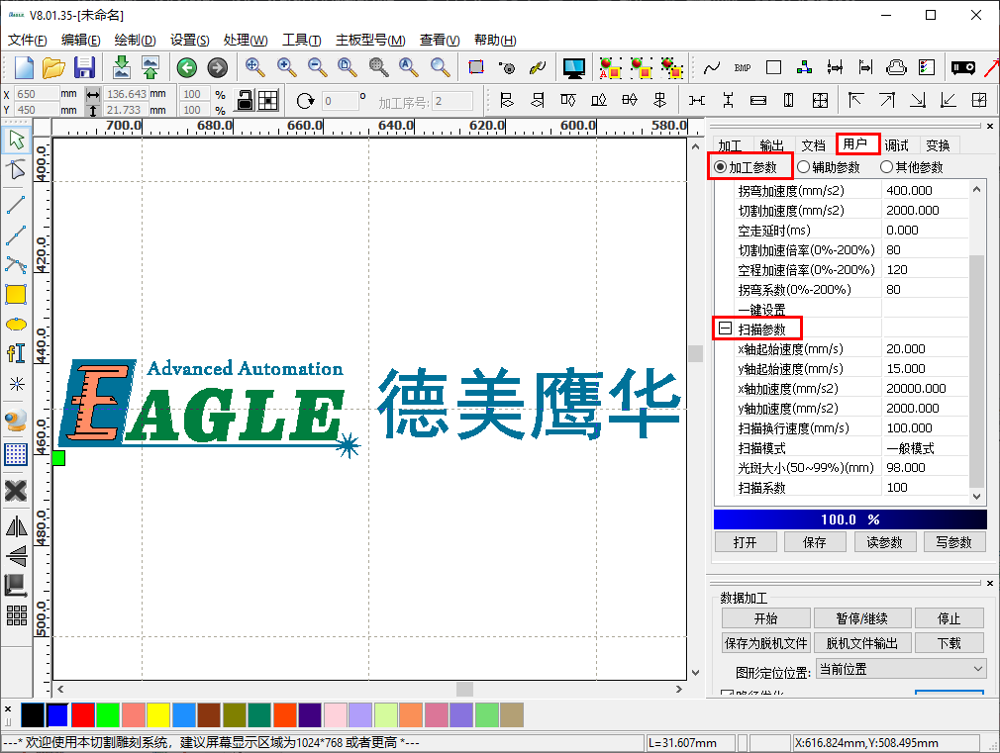 V8.01.35-[未命名]
文件(F) 编辑(E) 绘制(D) 设置(S) 处理(W) 工具(T) 主板型号(M) 查看(V) 帮助(H)
BMP
X 650 mm 136.643 mm 100 %
Y 450 mm 21.733 mm 100 %
0 °
加工序号: 2
700.0 680.0 660.0 640.0 620.0 600.0 580.0
400.0
420.0
440.0
460.0
480.0
500.0
Advanced Automation
EAGLE
德美鹰华
加工 输出 文档 用户 调试 变换
加工参数 辅助参数 其他参数
拐弯加速度(mm/s2) 400.000
切割加速度(mm/s2) 2000.000
空走延时(ms) 0.000
切割加速倍率(0%-200%) 80
空程加速倍率(0%-200%) 120
拐弯系数(0%-200%) 80
一键设置
扫描参数
x轴起始速度(mm/s) 20.000
y轴起始速度(mm/s) 15.000
x轴加速度(mm/s2) 20000.000
y轴加速度(mm/s2) 2000.000
扫描换行速度(mm/s) 100.000
扫描模式 一般模式
光斑大小(50~99%)(mm) 98.000
扫描系数 100
100.0 %
打开 保存 读参数 写参数
数据加工
开始 暂停/继续 停止
保存为脱机文件 脱机文件输出 下载
图形定位位置: 当前位置
路径优化
---* 欢迎使用本切割雕刻系统，建议屏幕显示区域为1024*768 或者更高 *---
L=31.607mm
X:616.824mm,Y:508.495mm